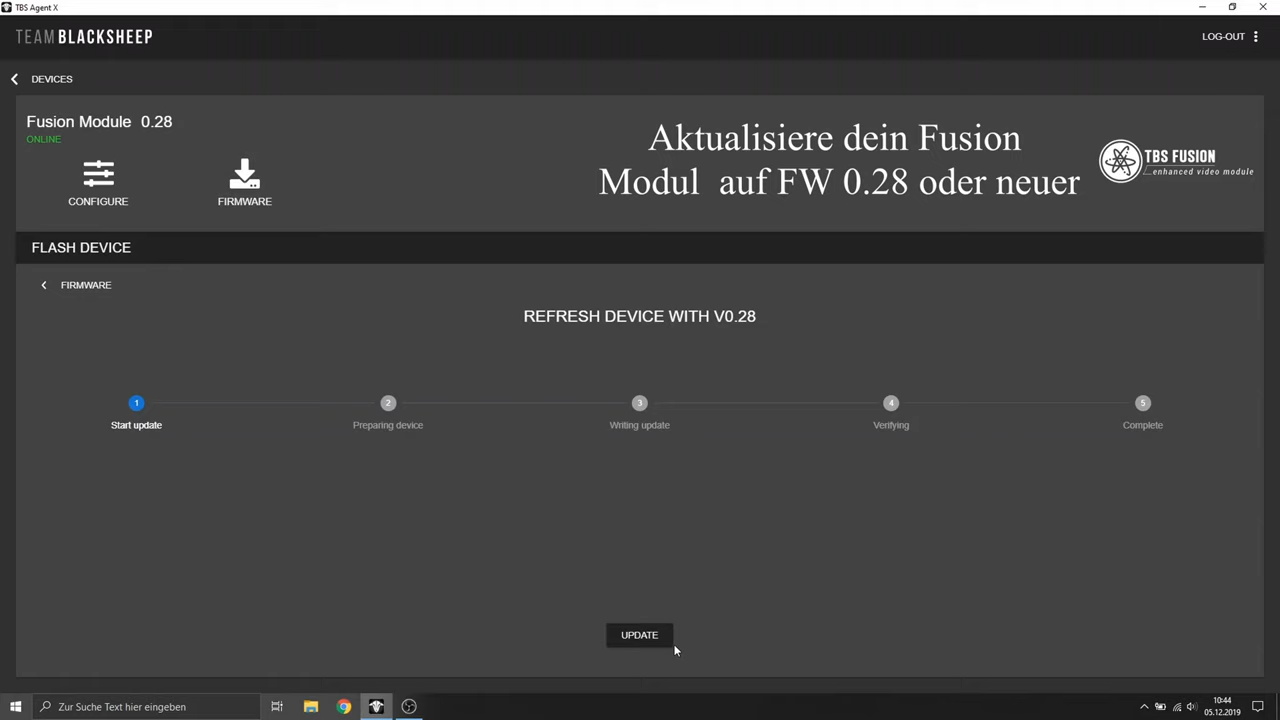 TBS Agent X
TEAMBLACKSHEEP
LOG-OUT
DEVICES
Fusion Module 0.28
ONLINE
CONFIGURE
FIRMWARE
Aktualisiere dein Fusion
Modul auf FW 0.28 oder neuer
TBS FUSION
...enhanced video module
FLASH DEVICE
FIRMWARE
REFRESH DEVICE WITH V0.28
1
2
3
4
5
Start update
Preparing device
Writing update
Verifying
Complete
UPDATE
Zur Suche Text hier eingeben
10:44
05.12.2019